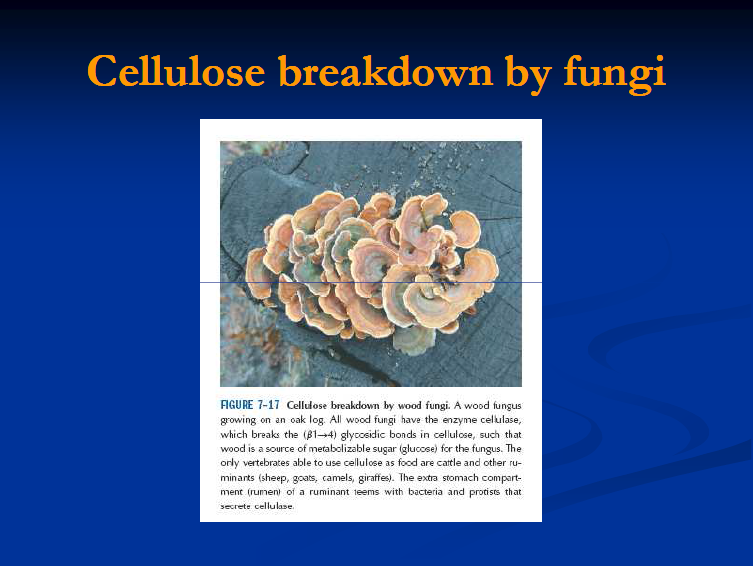 Cellulose breakdown by fungi
FIGURE 7–17 Cellulose breakdown by wood fungi. A wood fungus
growing on an oak log. All wood fungi have the enzyme cellulase,
which breaks the (β1→4) glycosidic bonds in cellulose, such that
wood is a source of metabolizable sugar (glucose) for the fungus. The
only vertebrates able to use cellulose as food are cattle and other ru-
minants (sheep, goats, camels, giraffes). The extra stomach compart-
ment (rumen) of a ruminant teems with bacteria and protists that
secrete cellulase.